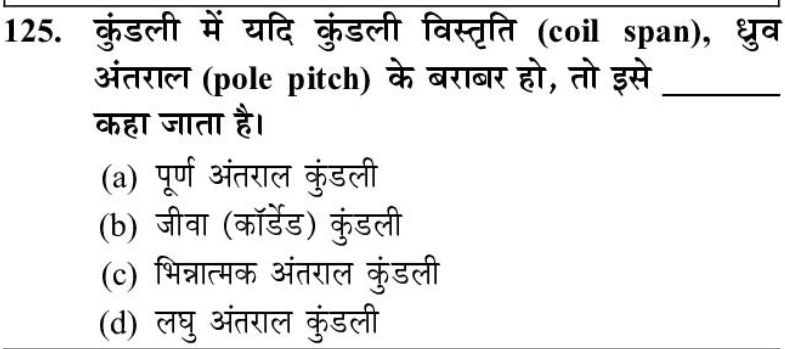 125. कुंडली में यदि कुंडली विस्तृति (coil span), ध्रुव
अंतराल (pole pitch) के बराबर हो, तो इसे ________
कहा जाता है।
(a) पूर्ण अंतराल कुंडली
(b) जीवा (कॉर्डेड) कुंडली
(c) भिन्नात्मक अंतराल कुंडली
(d) लघु अंतराल कुंडली